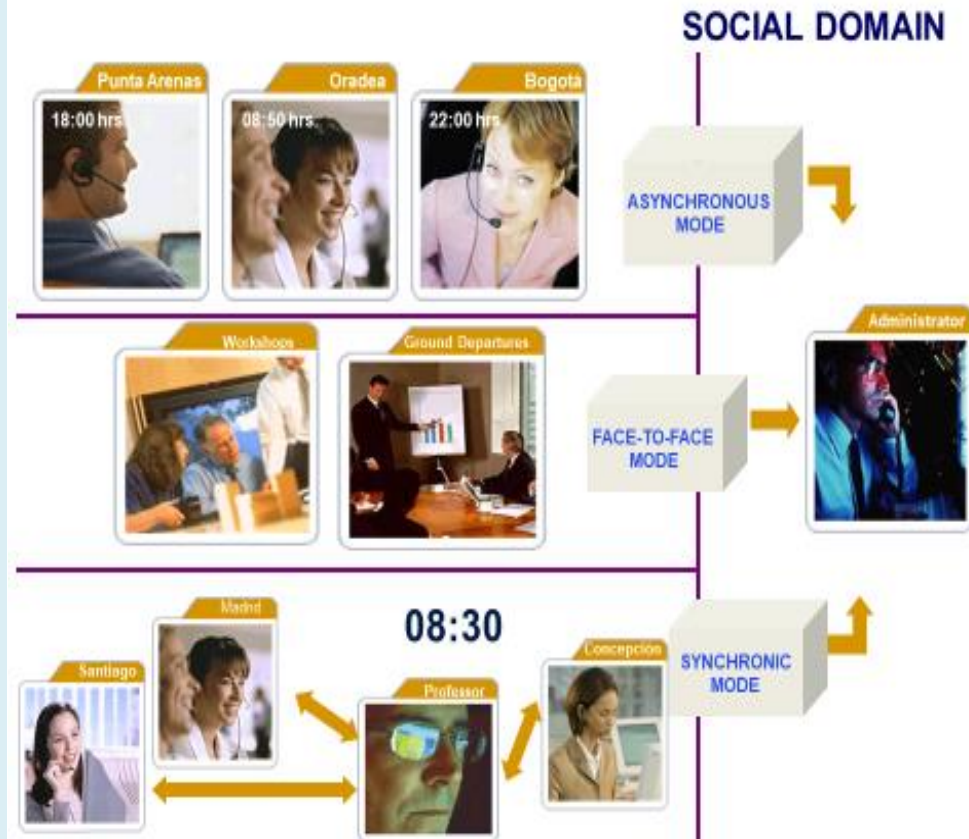 SOCIAL DOMAIN
Punta Arenas
Oradea
Bogotá
18:00 hrs.
08:50 hrs.
22:00 hrs.
ASYNCHRONOUS
MODE
Workshops
Ground Departures
Administrator
FACE-TO-FACE
MODE
08:30
Madrid
Santiago
Professor
Concepción
SYNCHRONIC
MODE